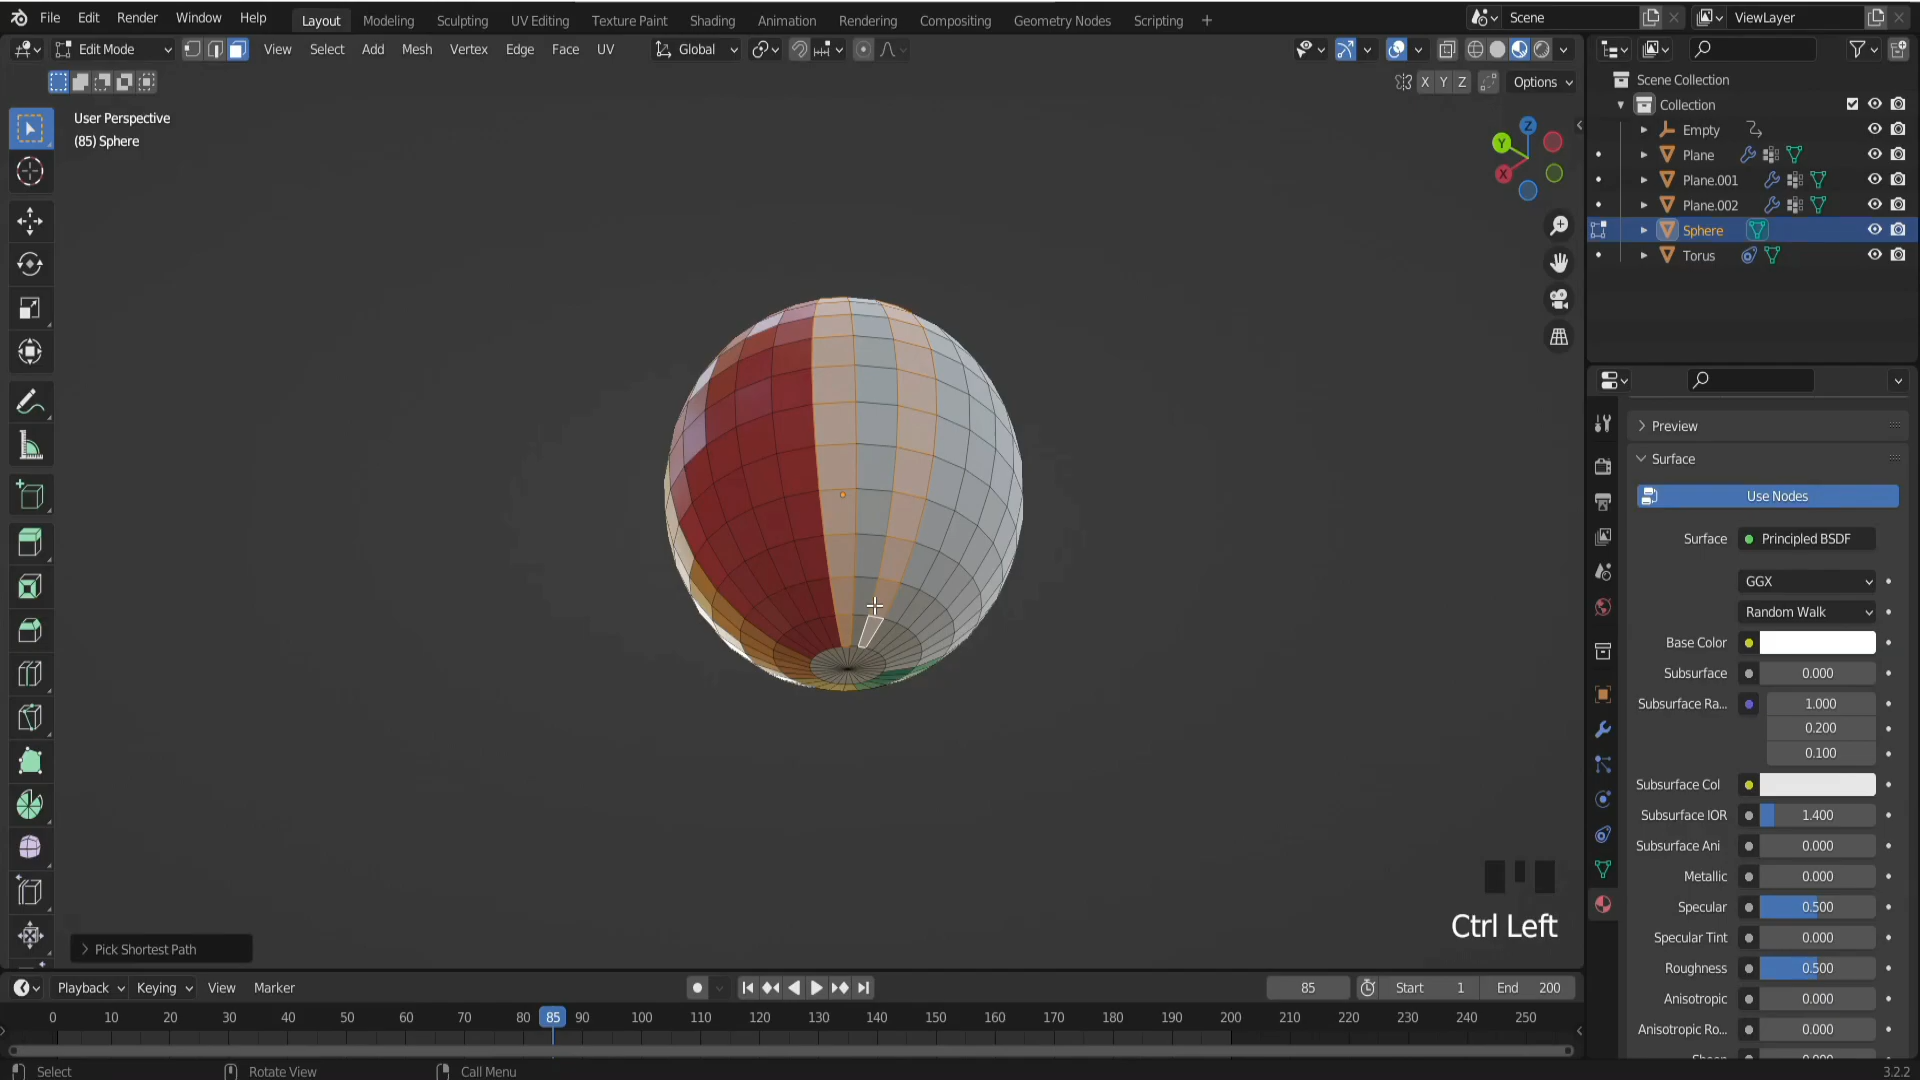 File Edit Render Window Help Layout Modeling Sculpting UV Editing Texture Paint Shading Animation Rendering Compositing Geometry Nodes Scripting + Scene ViewLayer
Edit Mode View Select Add Mesh Vertex Edge Face UV Global
X Y Z Options
User Perspective
(85) Sphere
Z
Y
X
Scene Collection
Collection
Empty
Plane
Plane.001
Plane.002
Sphere
Torus
Preview
Surface
Use Nodes
Surface Principled BSDF
GGX
Random Walk
Base Color
Subsurface 0.000
Subsurface Ra... 1.000
0.200
0.100
Subsurface Col
Subsurface IOR 1.400
Subsurface Ani 0.000
Metallic 0.000
Specular 0.500
Specular Tint 0.000
Roughness 0.500
Anisotropic 0.000
Anisotropic Ro... 0.000
Ctrl Left
Pick Shortest Path
Playback Keying View Marker 85 Start 1 End 200
0 10 20 30 40 50 60 70 80 85 90 100 110 120 130 140 150 160 170 180 190 200 210 220 230 240 250
Select Rotate View Call Menu 3.2.2